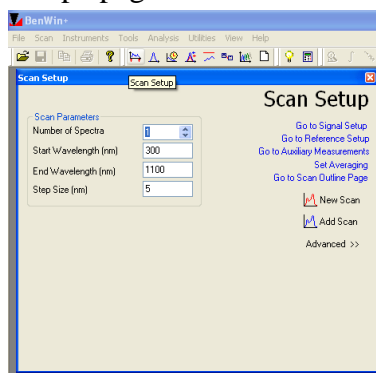 BenWin+
File Scan Instruments Tools Analysis Utilities View Help
Scan Setup
Scan Setup
Scan Setup
Scan Parameters
Number of Spectra 1
Start Wavelength (nm) 300
End Wavelength (nm) 1100
Step Size (nm) 5
Go to Signal Setup
Go to Reference Setup
Go to Auxiliary Measurements
Set Averaging
Go to Scan Outline Page
New Scan
Add Scan
Advanced >>